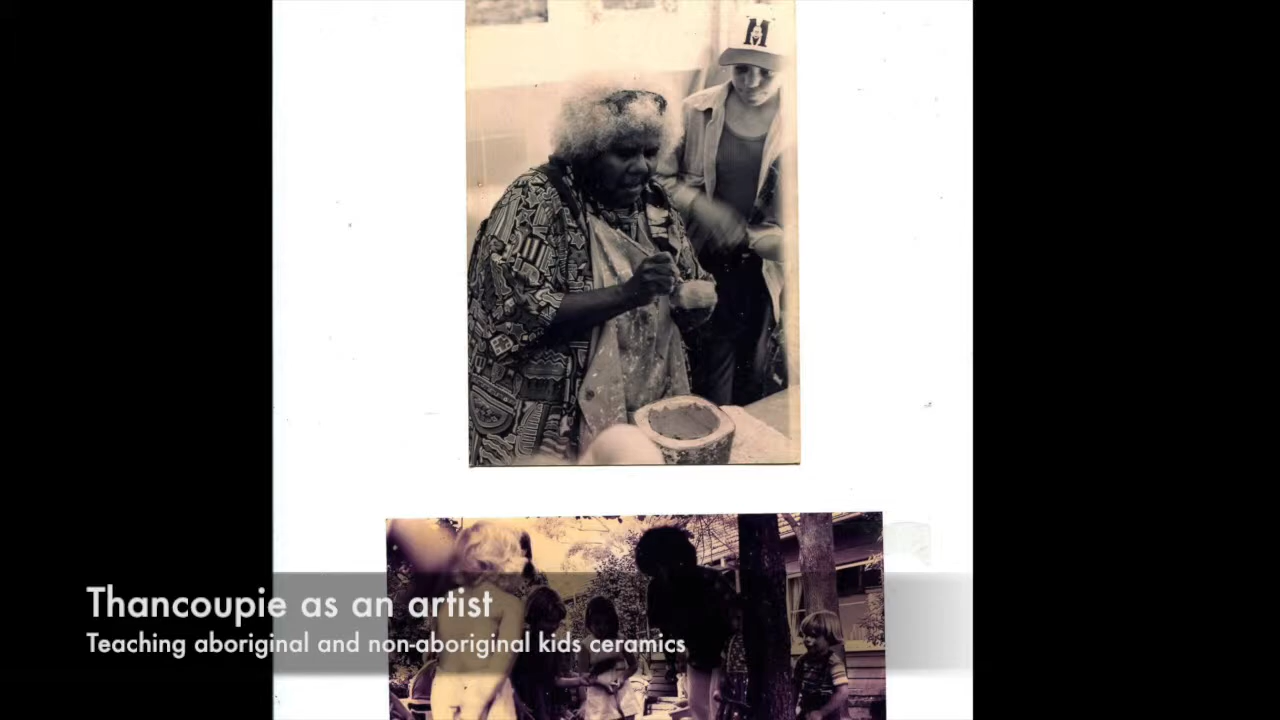 M
Thancoupie as an artist
Teaching aboriginal and non-aboriginal kids ceramics